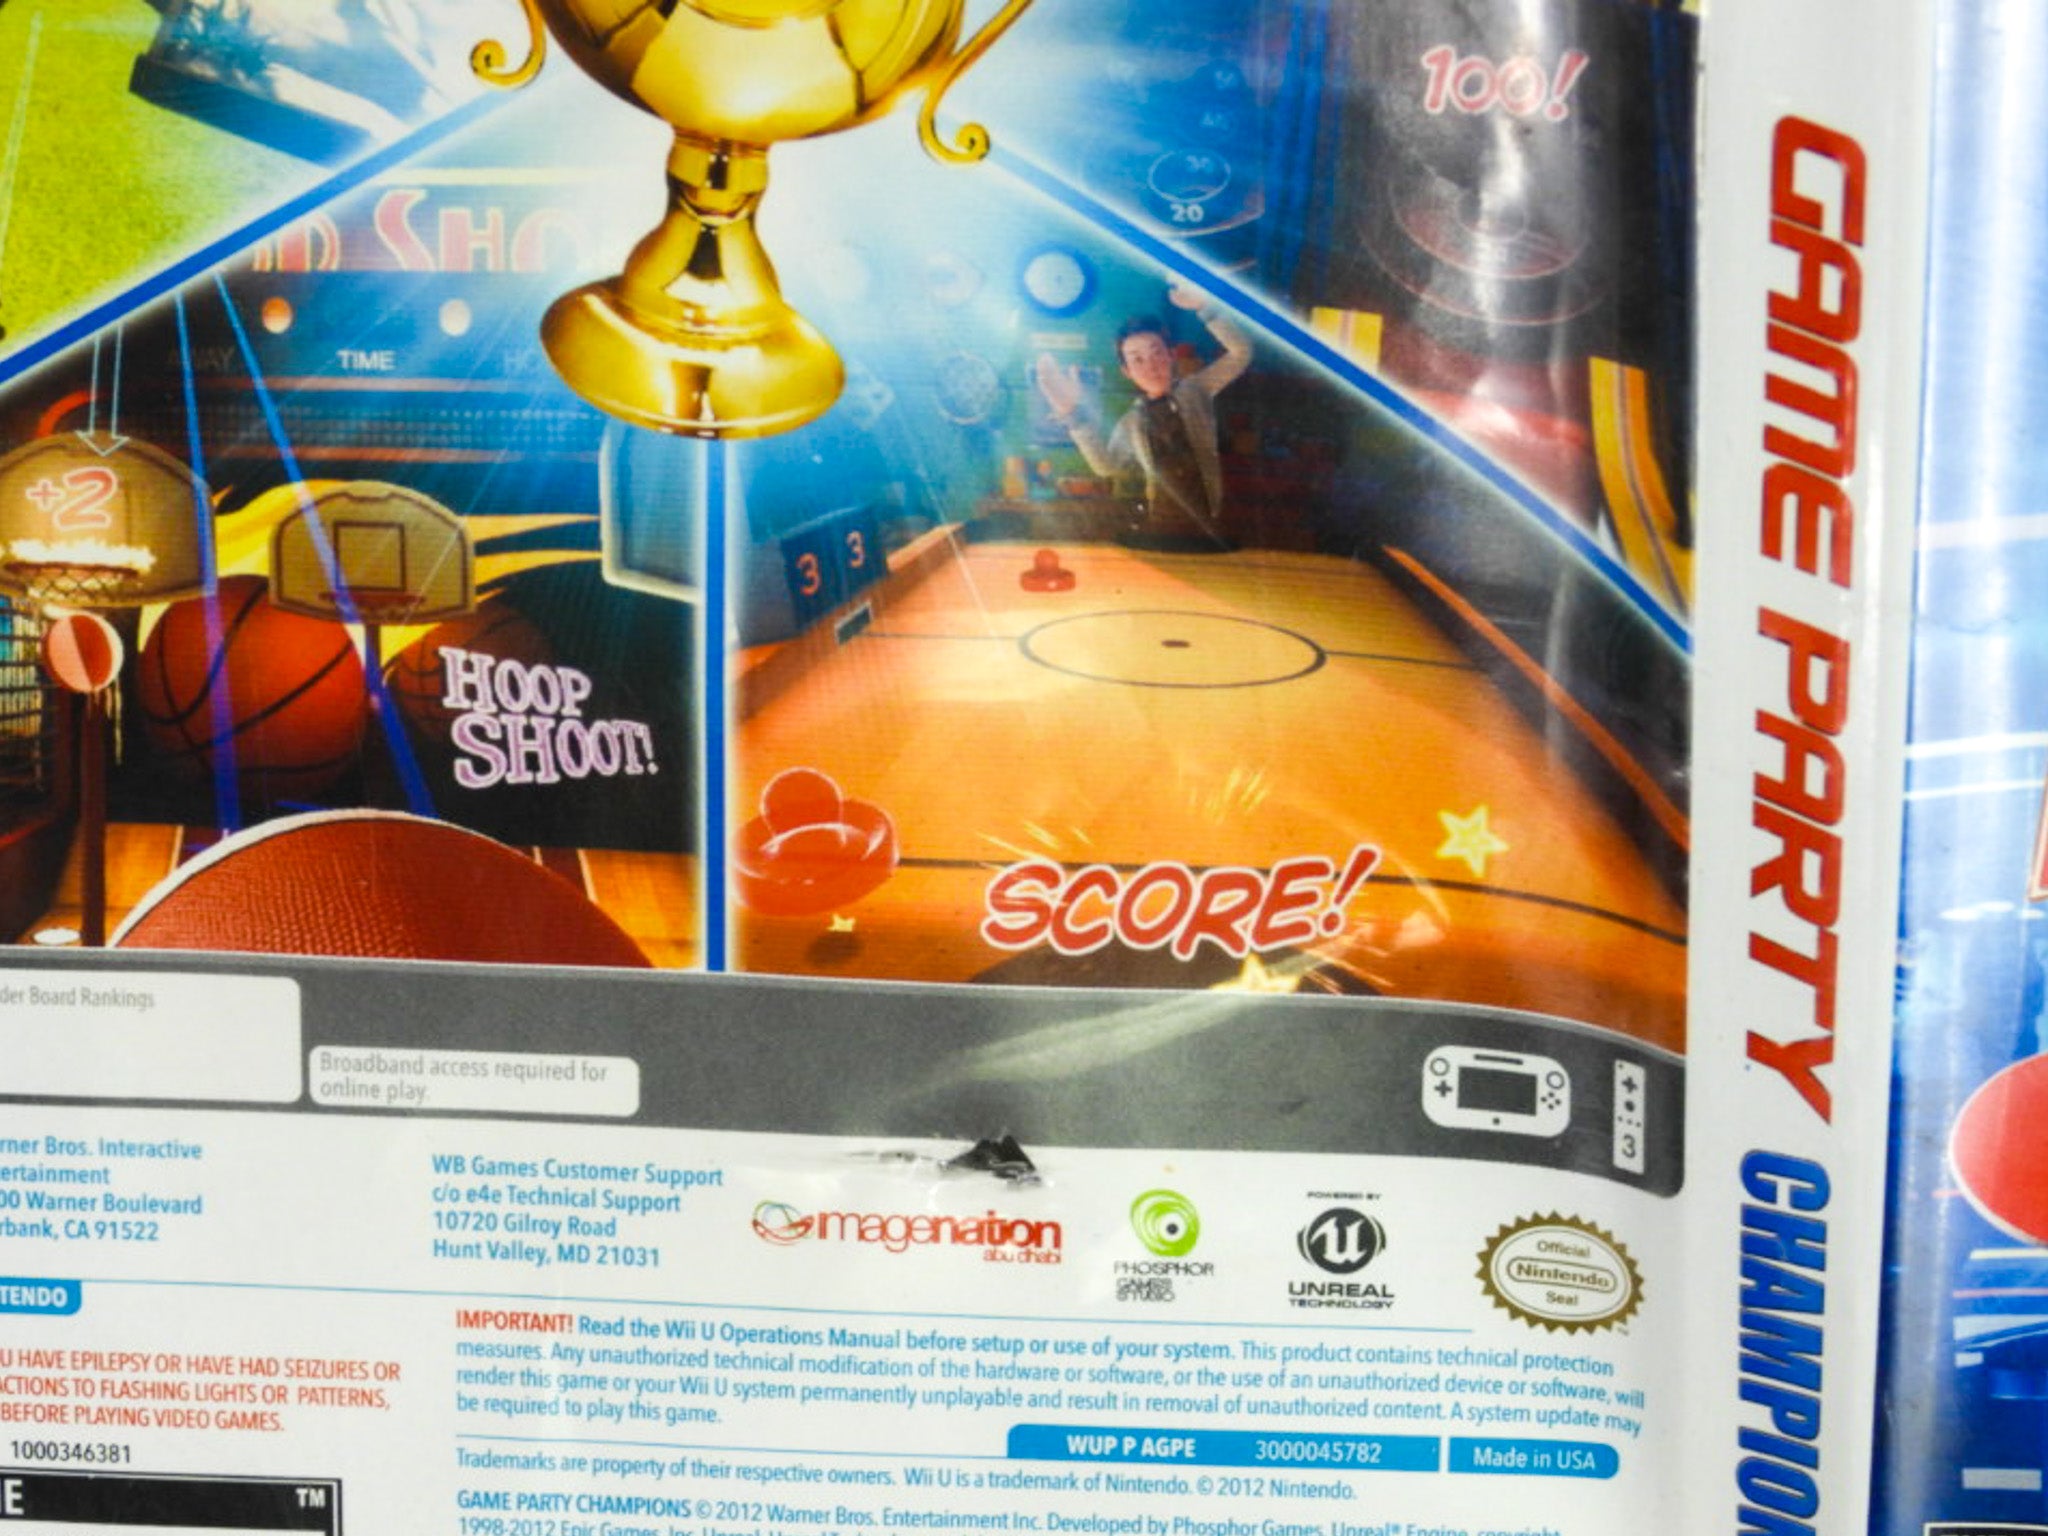 100!
20
SHO
TIME
+2
3 3
HOOP
SHOOT!
SCORE!
der Board Rankings
Broadband access required for
online play.
3
rner Bros. Interactive
ertainment
00 Warner Boulevard
rbank, CA 91522
WB Games Customer Support
c/o e4e Technical Support
10720 Gilroy Road
Hunt Valley, MD 21031
imagenation
abu dhabi
PHOSPHOR
GAMES
STUDIO
POWERED BY
UNREAL
TECHNOLOGY
Official
Nintendo
Seal
TENDO
U HAVE EPILEPSY OR HAVE HAD SEIZURES OR
ACTIONS TO FLASHING LIGHTS OR PATTERNS,
BEFORE PLAYING VIDEO GAMES.
1000346381
E TM
IMPORTANT! Read the Wii U Operations Manual before setup or use of your system. This product contains technical protection
measures. Any unauthorized technical modification of the hardware or software, or the use of an unauthorized device or software, will
render this game or your Wii U system permanently unplayable and result in removal of unauthorized content. A system update may
be required to play this game.
WUP P AGPE 3000045782 Made in USA
Trademarks are property of their respective owners. Wii U is a trademark of Nintendo. © 2012 Nintendo.
GAME PARTY CHAMPIONS © 2012 Warner Bros. Entertainment Inc. Developed by Phosphor Games. Unreal® Engine, copyright
1998-2012 Epic Games, Inc.
GAME PARTY CHAMPION